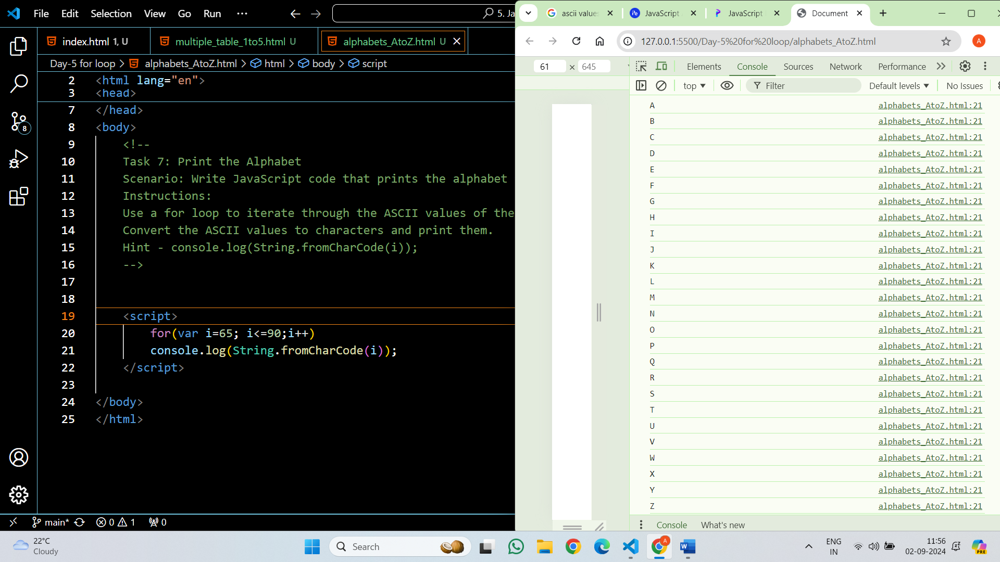 File Edit Selection View Go Run ··· 5. Ja
index.html 1, U multiple_table_1to5.html U alphabets_AtoZ.html U
Day-5 for loop > alphabets_AtoZ.html > html > body > script
2 <html lang="en">
3 <head>
7 </head>
8 <body>
9 <!--
10 Task 7: Print the Alphabet
11 Scenario: Write JavaScript code that prints the alphabet
12 Instructions:
13 Use a for loop to iterate through the ASCII values of the
14 Convert the ASCII values to characters and print them.
15 Hint - console.log(String.fromCharCode(i));
16 -->
17
18
19 <script>
20 for(var i=65; i<=90;i++)
21 console.log(String.fromCharCode(i));
22 </script>
23
24 </body>
25 </html>
8
main* 0 1 0
ascii values JavaScript JavaScript Document
127.0.0.1:5500/Day-5%20for%20loop/alphabets_AtoZ.html A
61 × 645 Elements Console Sources Network Performance
top Filter Default levels No Issues
A alphabets_AtoZ.html:21
B alphabets_AtoZ.html:21
C alphabets_AtoZ.html:21
D alphabets_AtoZ.html:21
E alphabets_AtoZ.html:21
F alphabets_AtoZ.html:21
G alphabets_AtoZ.html:21
H alphabets_AtoZ.html:21
I alphabets_AtoZ.html:21
J alphabets_AtoZ.html:21
K alphabets_AtoZ.html:21
L alphabets_AtoZ.html:21
M alphabets_AtoZ.html:21
N alphabets_AtoZ.html:21
O alphabets_AtoZ.html:21
P alphabets_AtoZ.html:21
Q alphabets_AtoZ.html:21
R alphabets_AtoZ.html:21
S alphabets_AtoZ.html:21
T alphabets_AtoZ.html:21
U alphabets_AtoZ.html:21
V alphabets_AtoZ.html:21
W alphabets_AtoZ.html:21
X alphabets_AtoZ.html:21
Y alphabets_AtoZ.html:21
Z alphabets_AtoZ.html:21
Console What's new
22°C
Cloudy
Search
ENG
IN
11:56
02-09-2024
PRE